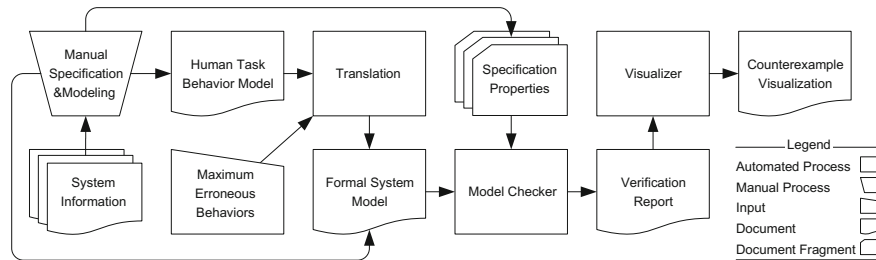 Manual
Specification
&Modeling
Human Task
Behavior Model
Translation
Specification
Properties
Visualizer
Counterexample
Visualization
System
Information
Maximum
Erroneous
Behaviors
Formal System
Model
Model Checker
Verification
Report
Legend
Automated Process
Manual Process
Input
Document
Document Fragment